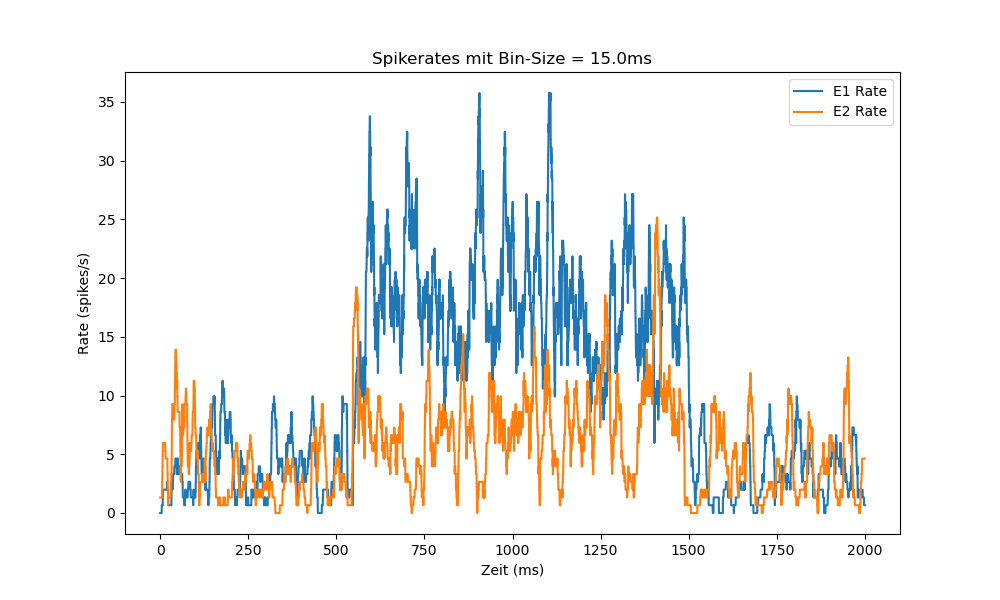 Spikerates mit Bin-Size = 15.0ms
E1 Rate
E2 Rate
Rate (spikes/s)
35
30
25
20
15
10
5
0
0 250 500 750 1000 1250 1500 1750 2000
Zeit (ms)